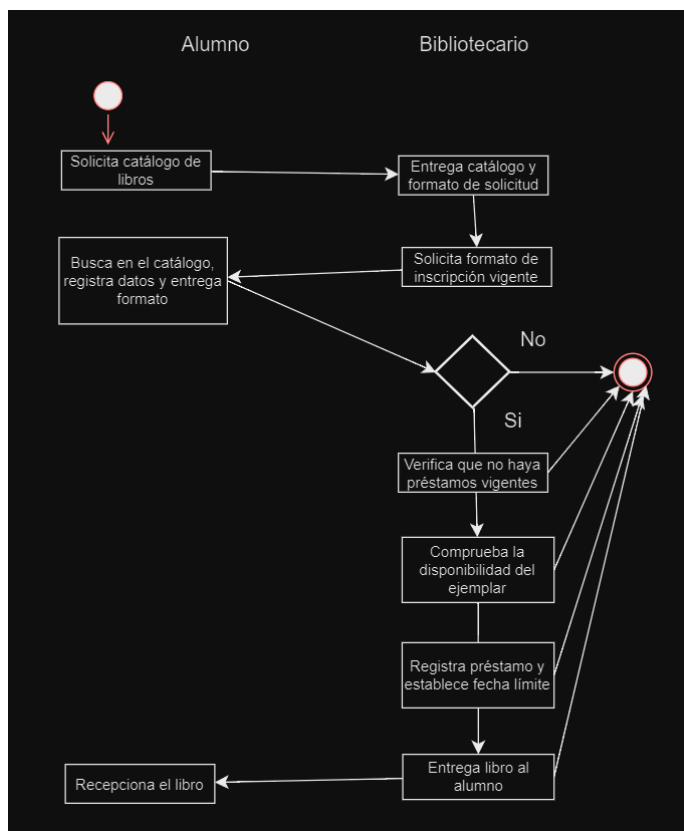 Alumno
Bibliotecario
Solicita catálogo de
libros
Entrega catálogo y
formato de solicitud
Solicita formato de
inscripción vigente
Busca en el catálogo,
registra datos y entrega
formato
No
Si
Verifica que no haya
préstamos vigentes
Comprueba la
disponibilidad del
ejemplar
Registra préstamo y
establece fecha límite
Entrega libro al
alumno
Recepciona el libro